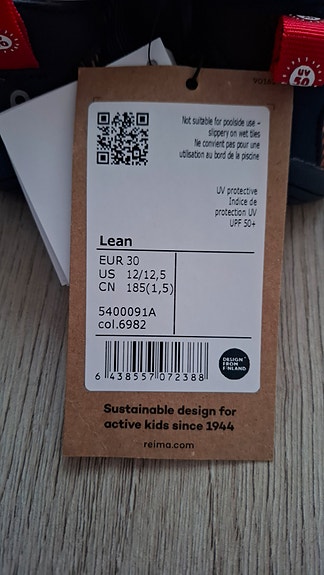 UV
50
Not suitable for poolside use –
slippery on wet tiles
Ne convient pas pour une
utilisation au bord de la piscine
UV protective
Indice de
protection UV
UPF 50+
Lean
EUR 30
US 12/12,5
CN 185(1,5)
5400091A
col.6982
6 438557 072388
DESIGN
FROM
FINLAND
Sustainable design for
active kids since 1944
reima.com